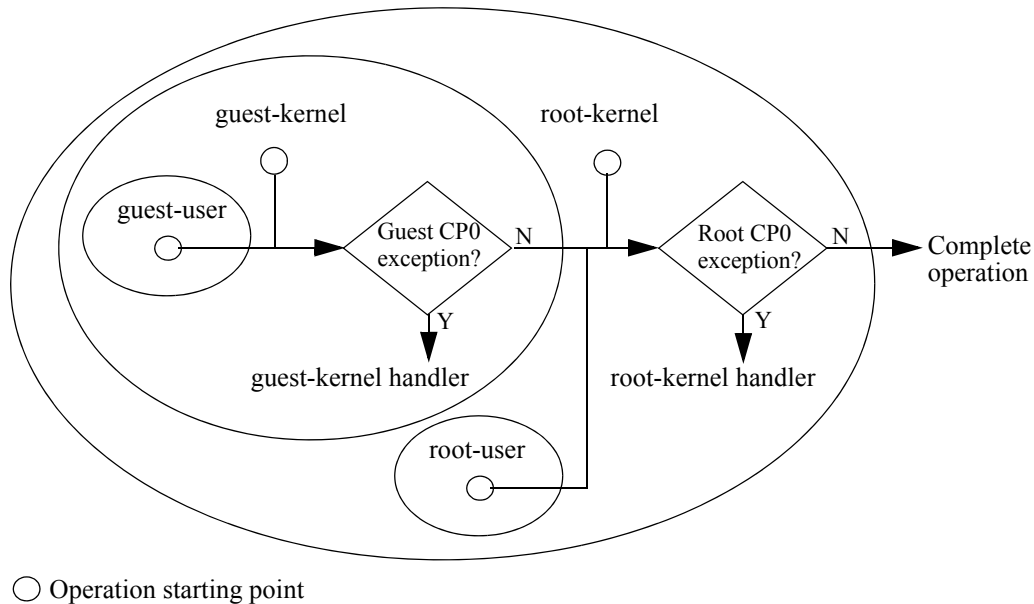 guest-kernel
root-kernel
guest-user
Guest CP0
exception?
N
Root CP0
exception?
N
Complete
operation
Y
Y
guest-kernel handler
root-kernel handler
root-user
Operation starting point